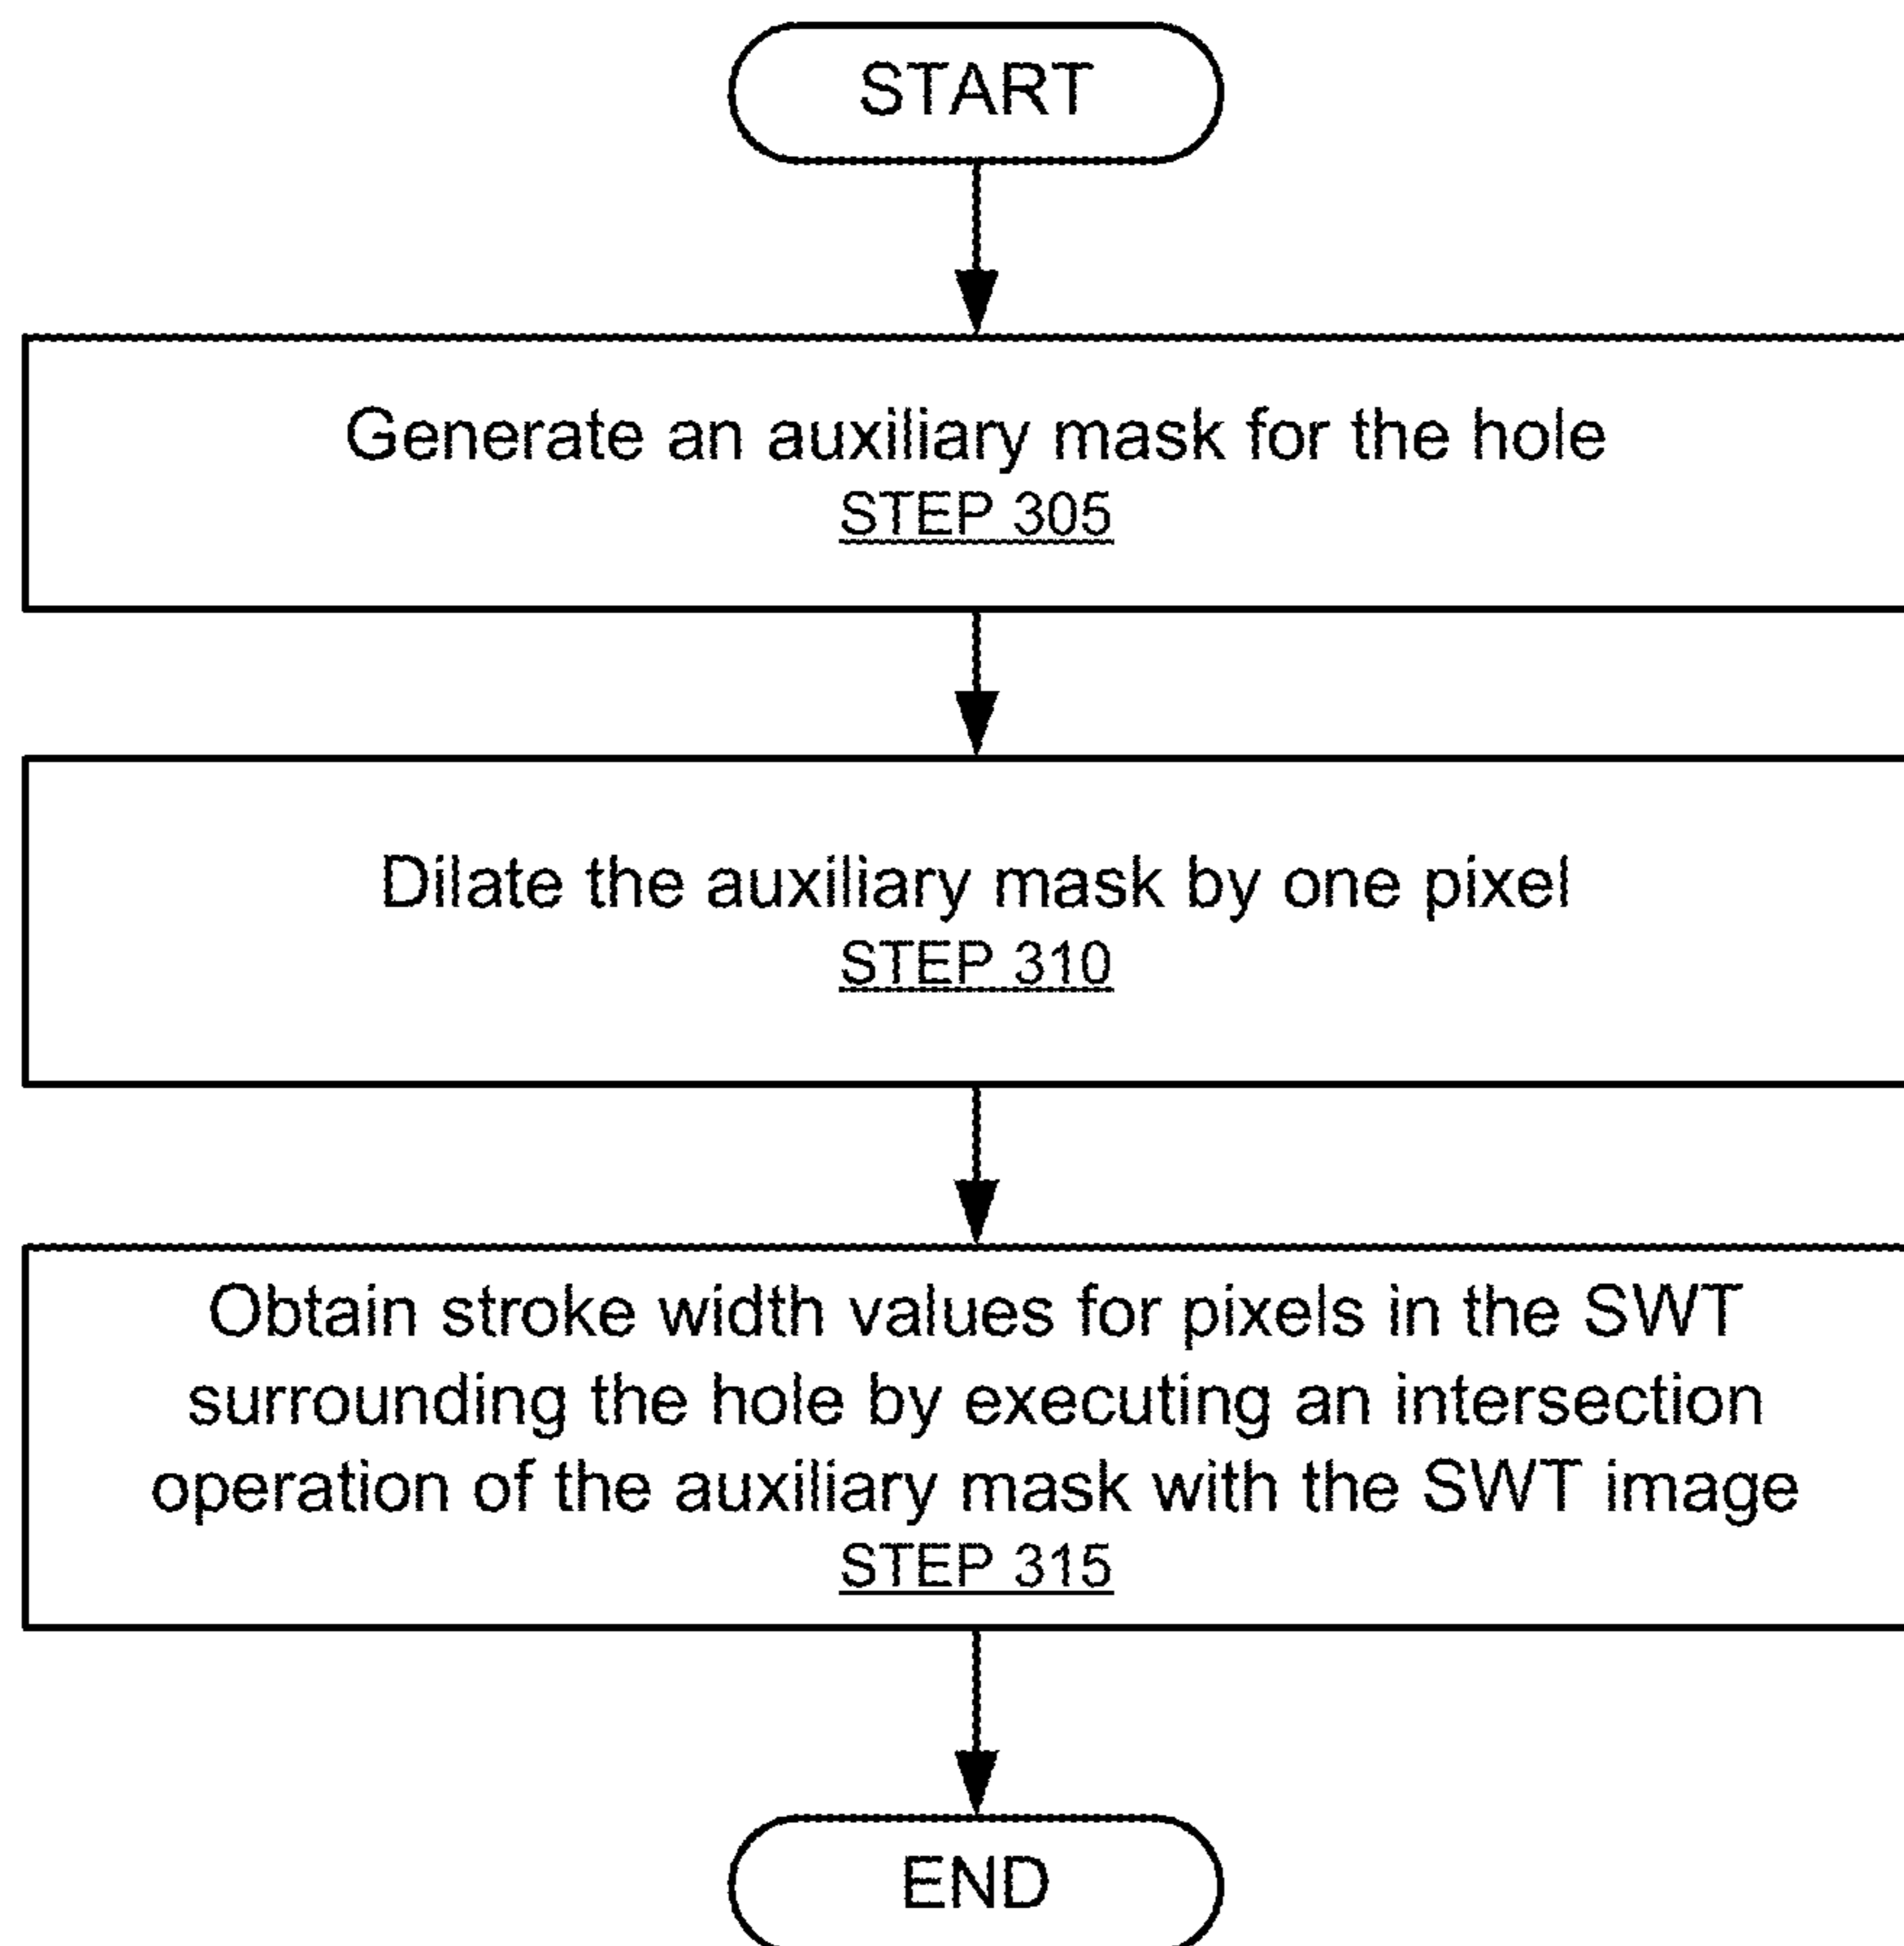 START
Generate an auxiliary mask for the hole
STEP 305
Dilate the auxiliary mask by one pixel
STEP 310
Obtain stroke width values for pixels in the SWT
surrounding the hole by executing an intersection
operation of the auxiliary mask with the SWT image
STEP 315
END